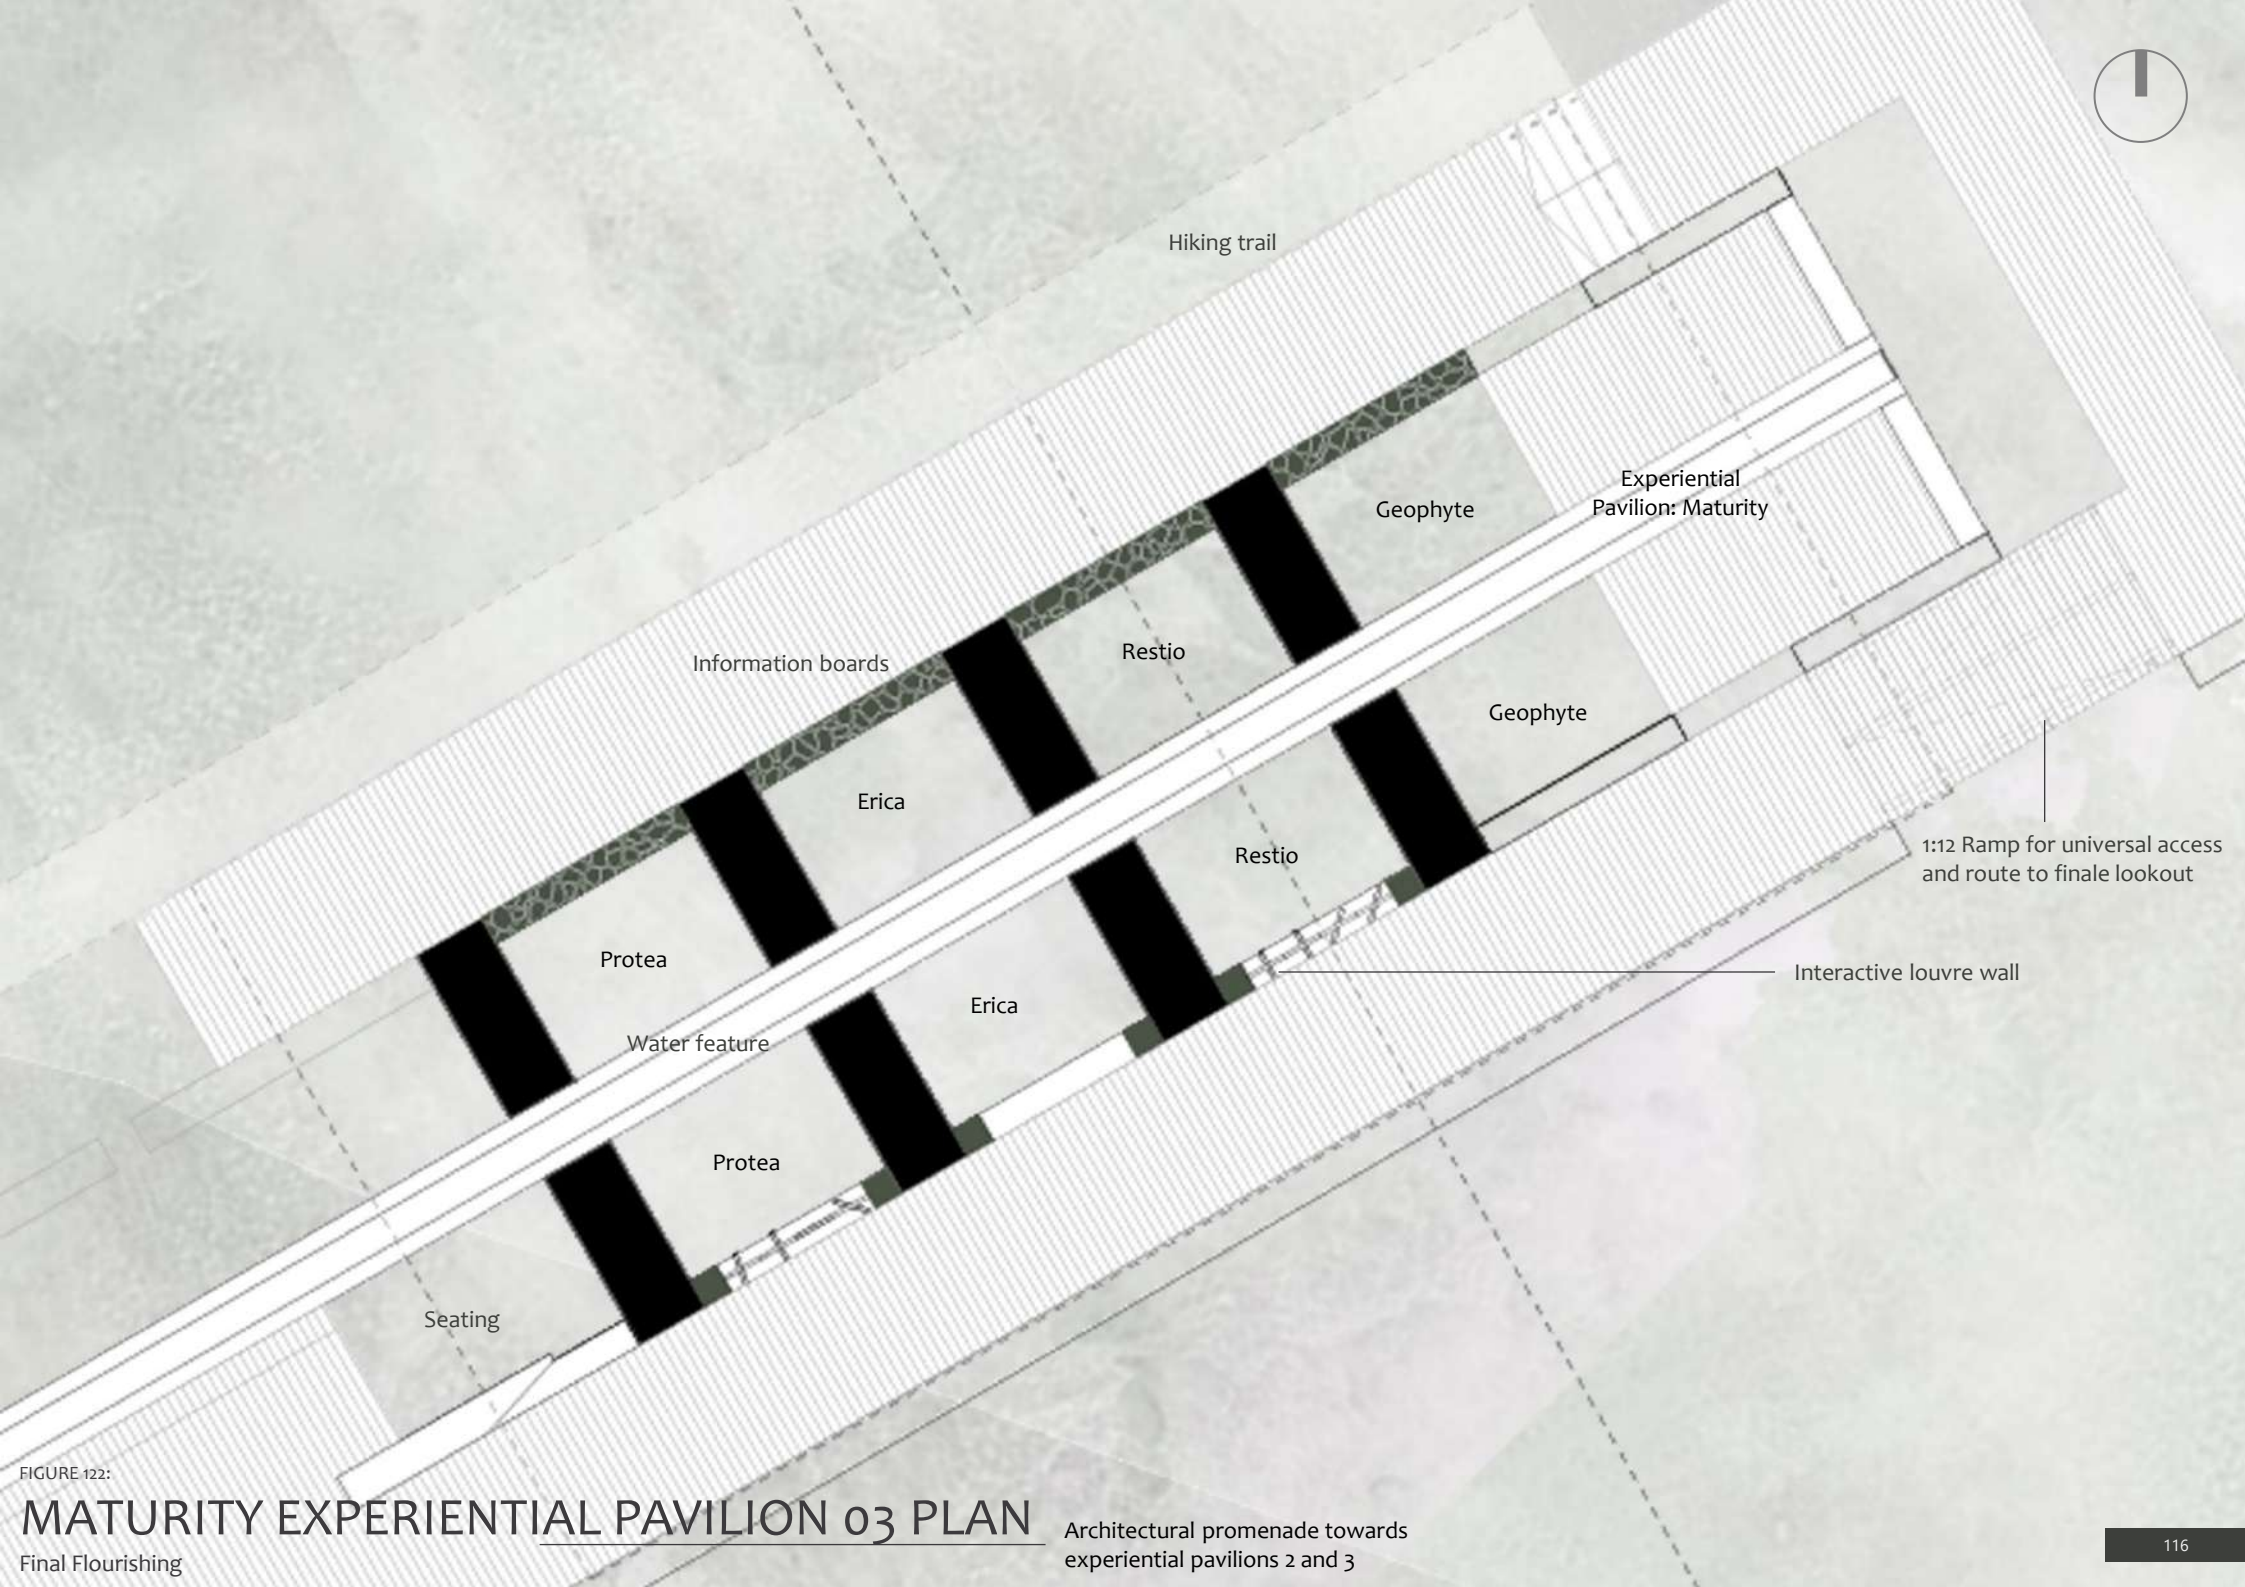 Hiking trail
Experiential
Pavilion: Maturity
Geophyte
Restio
Information boards
Geophyte
Erica
Restio
1:12 Ramp for universal access
and route to finale lookout
Protea
Interactive louvre wall
Erica
Water feature
Protea
Seating
FIGURE 122:
MATURITY EXPERIENTIAL PAVILION 03 PLAN
Final Flourishing
Architectural promenade towards
experiential pavilions 2 and 3
116